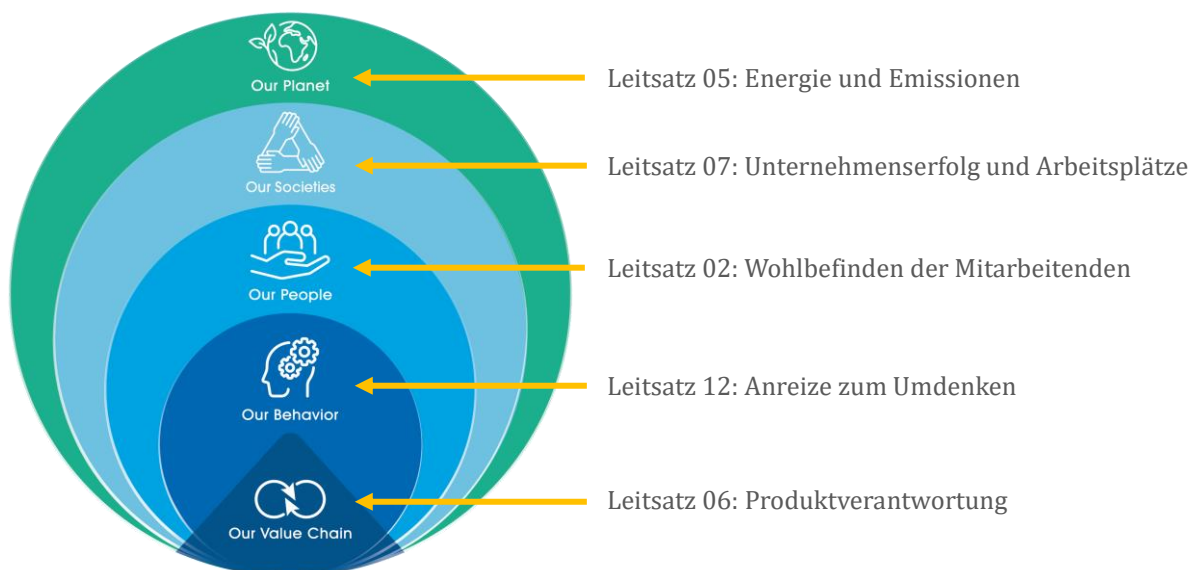 Our Planet
Leitsatz 05: Energie und Emissionen
Our Societies
Leitsatz 07: Unternehmenserfolg und Arbeitsplätze
Our People
Leitsatz 02: Wohlbefinden der Mitarbeitenden
Our Behavior
Leitsatz 12: Anreize zum Umdenken
Our Value Chain
Leitsatz 06: Produktverantwortung